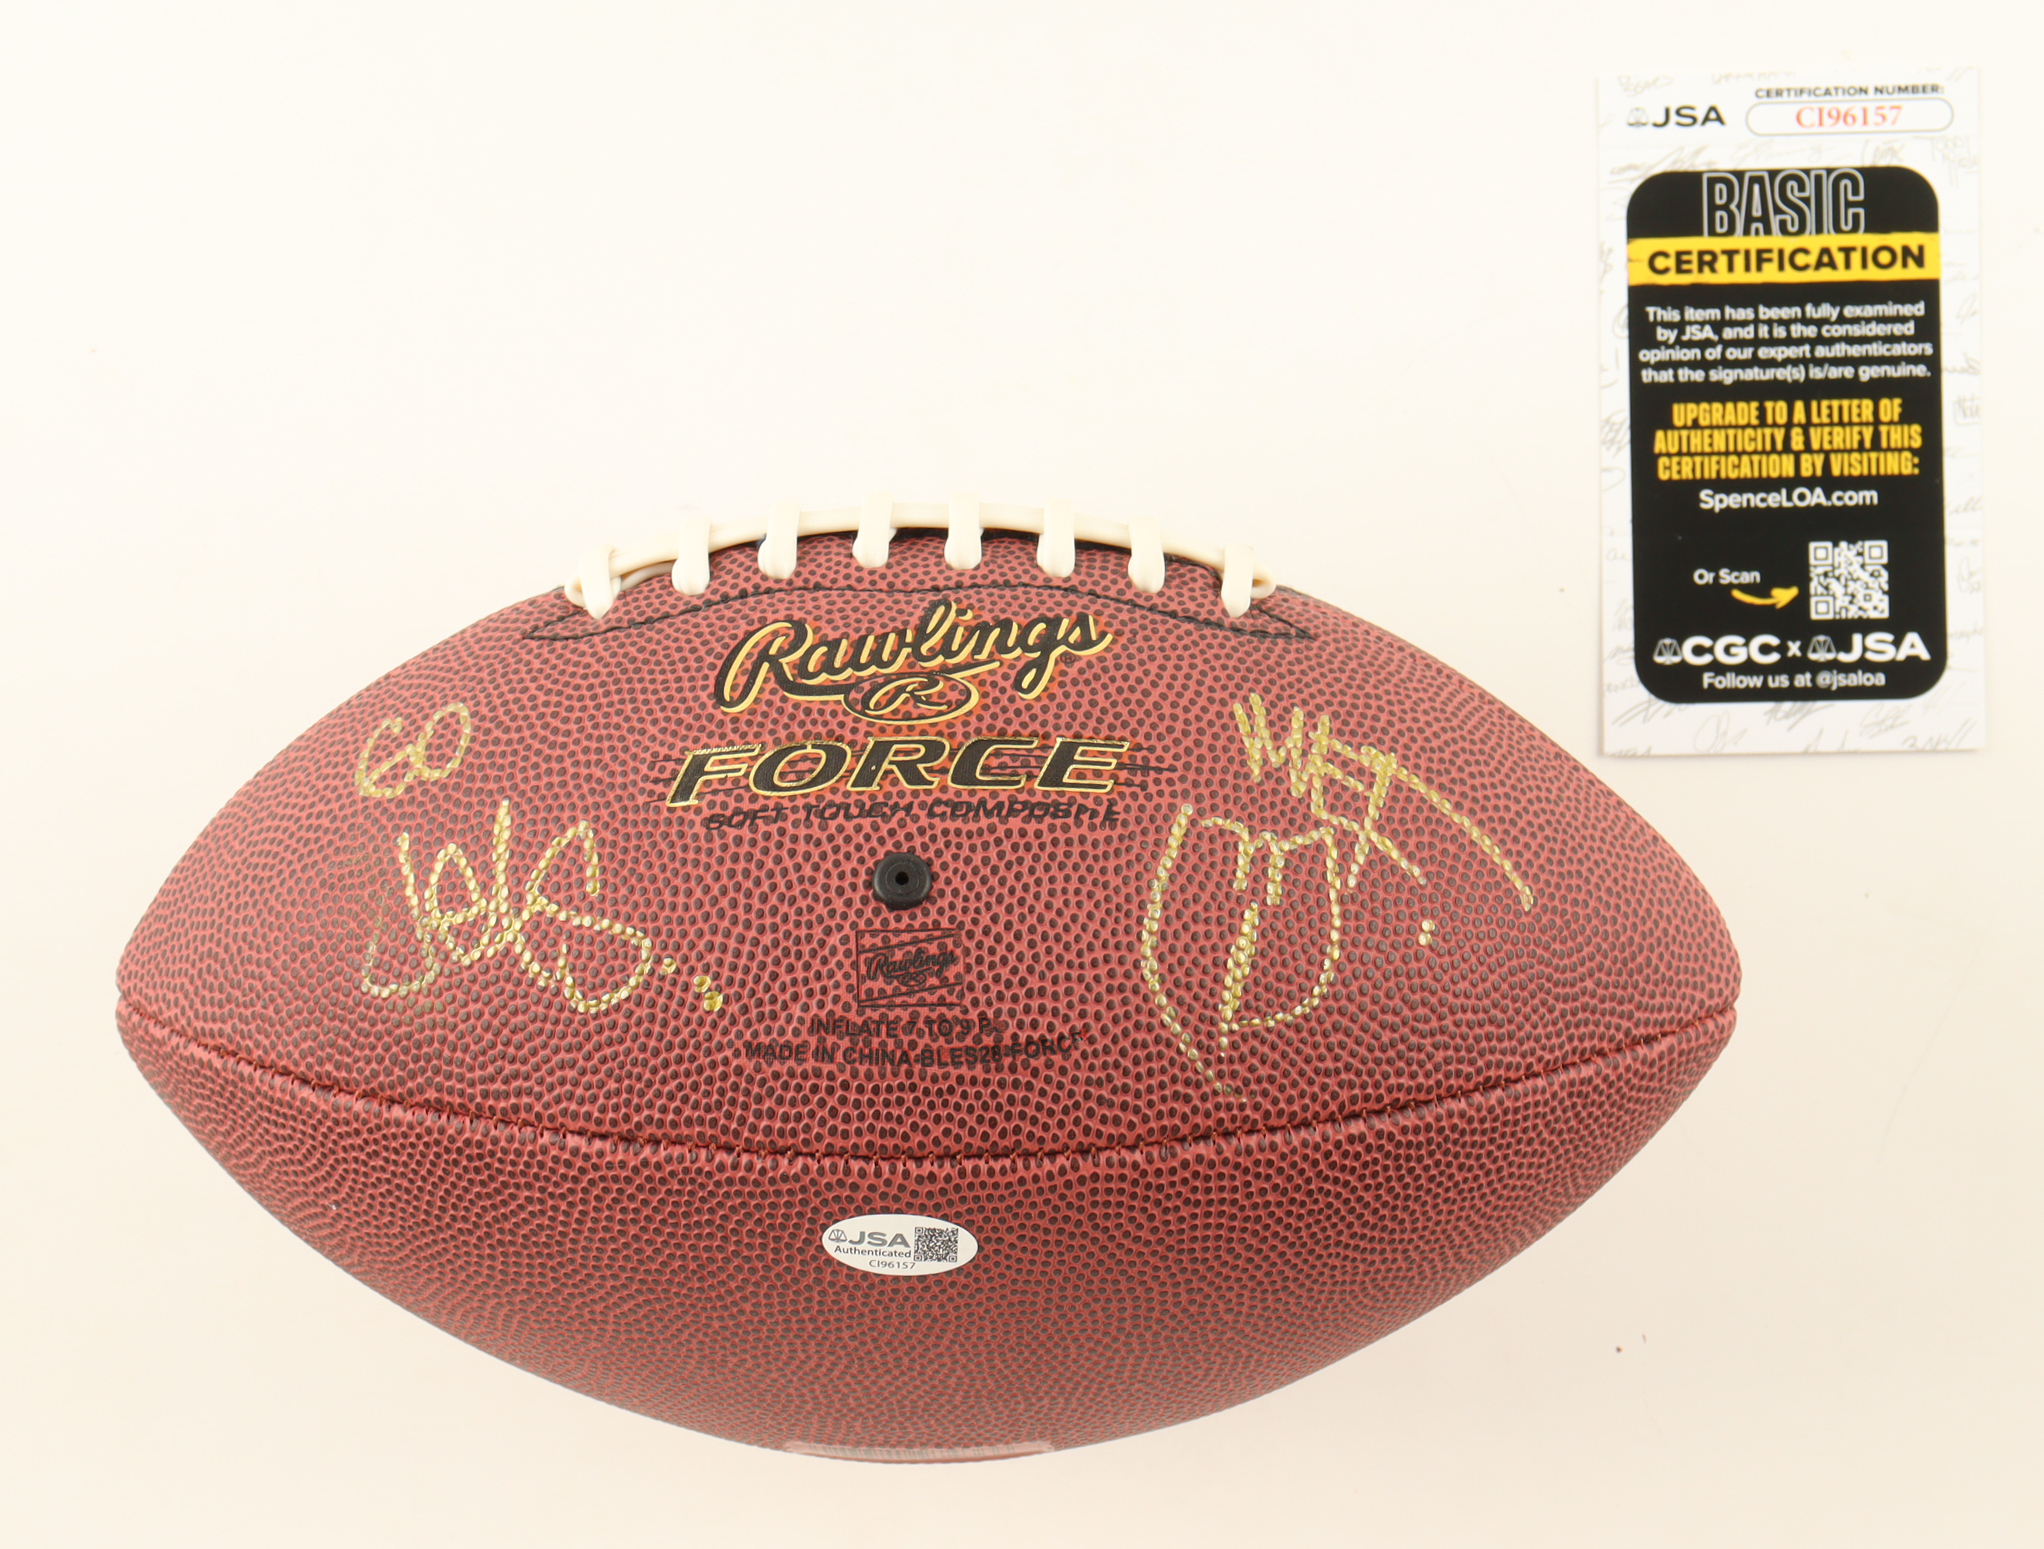 JSA
CERTIFICATION NUMBER:
CI96157
BASIC
CERTIFICATION
This item has been fully examined
by JSA, and it is the considered
opinion of our expert authenticators
that the signature(s) is/are genuine.
UPGRADE TO A LETTER OF
AUTHENTICITY & VERIFY THIS
CERTIFICATION BY VISITING:
SpenceLOA.com
Or Scan
CGC x JSA
Follow us at @jsaloa
Rawlings
R
FORCE
SOFT TOUCH COMPOSITE
GO
Rawlings
INFLATE 7 TO 9 P.
MADE IN CHINA-BLES28-FORCE
JSA
Authenticated
CI96157